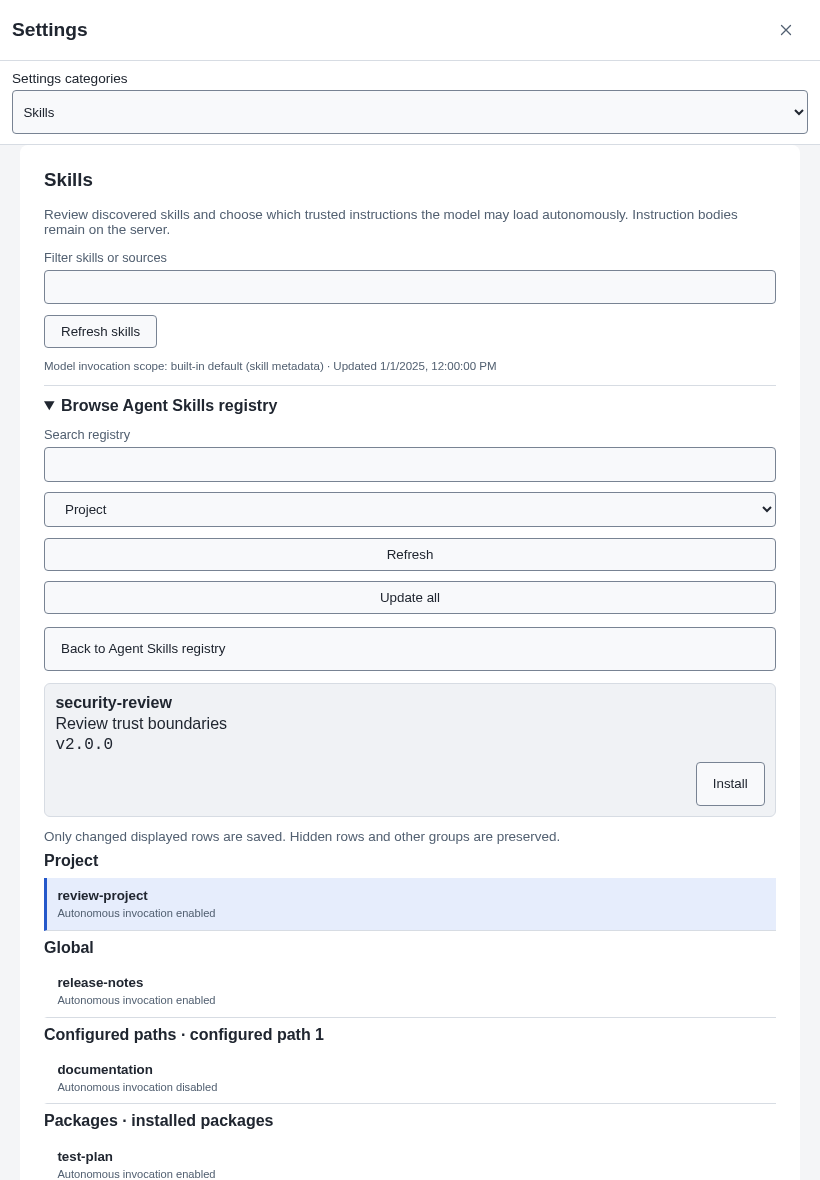 Settings
Settings categories
Skills
Skills
Review discovered skills and choose which trusted instructions the model may load autonomously. Instruction bodies
remain on the server.
Filter skills or sources
Refresh skills
Model invocation scope: built-in default (skill metadata) · Updated 1/1/2025, 12:00:00 PM
Browse Agent Skills registry
Search registry
Project
Refresh
Update all
Back to Agent Skills registry
security-review
Review trust boundaries
v2.0.0
Install
Only changed displayed rows are saved. Hidden rows and other groups are preserved.
Project
review-project
Autonomous invocation enabled
Global
release-notes
Autonomous invocation enabled
Configured paths · configured path 1
documentation
Autonomous invocation disabled
Packages · installed packages
test-plan
Autonomous invocation enabled